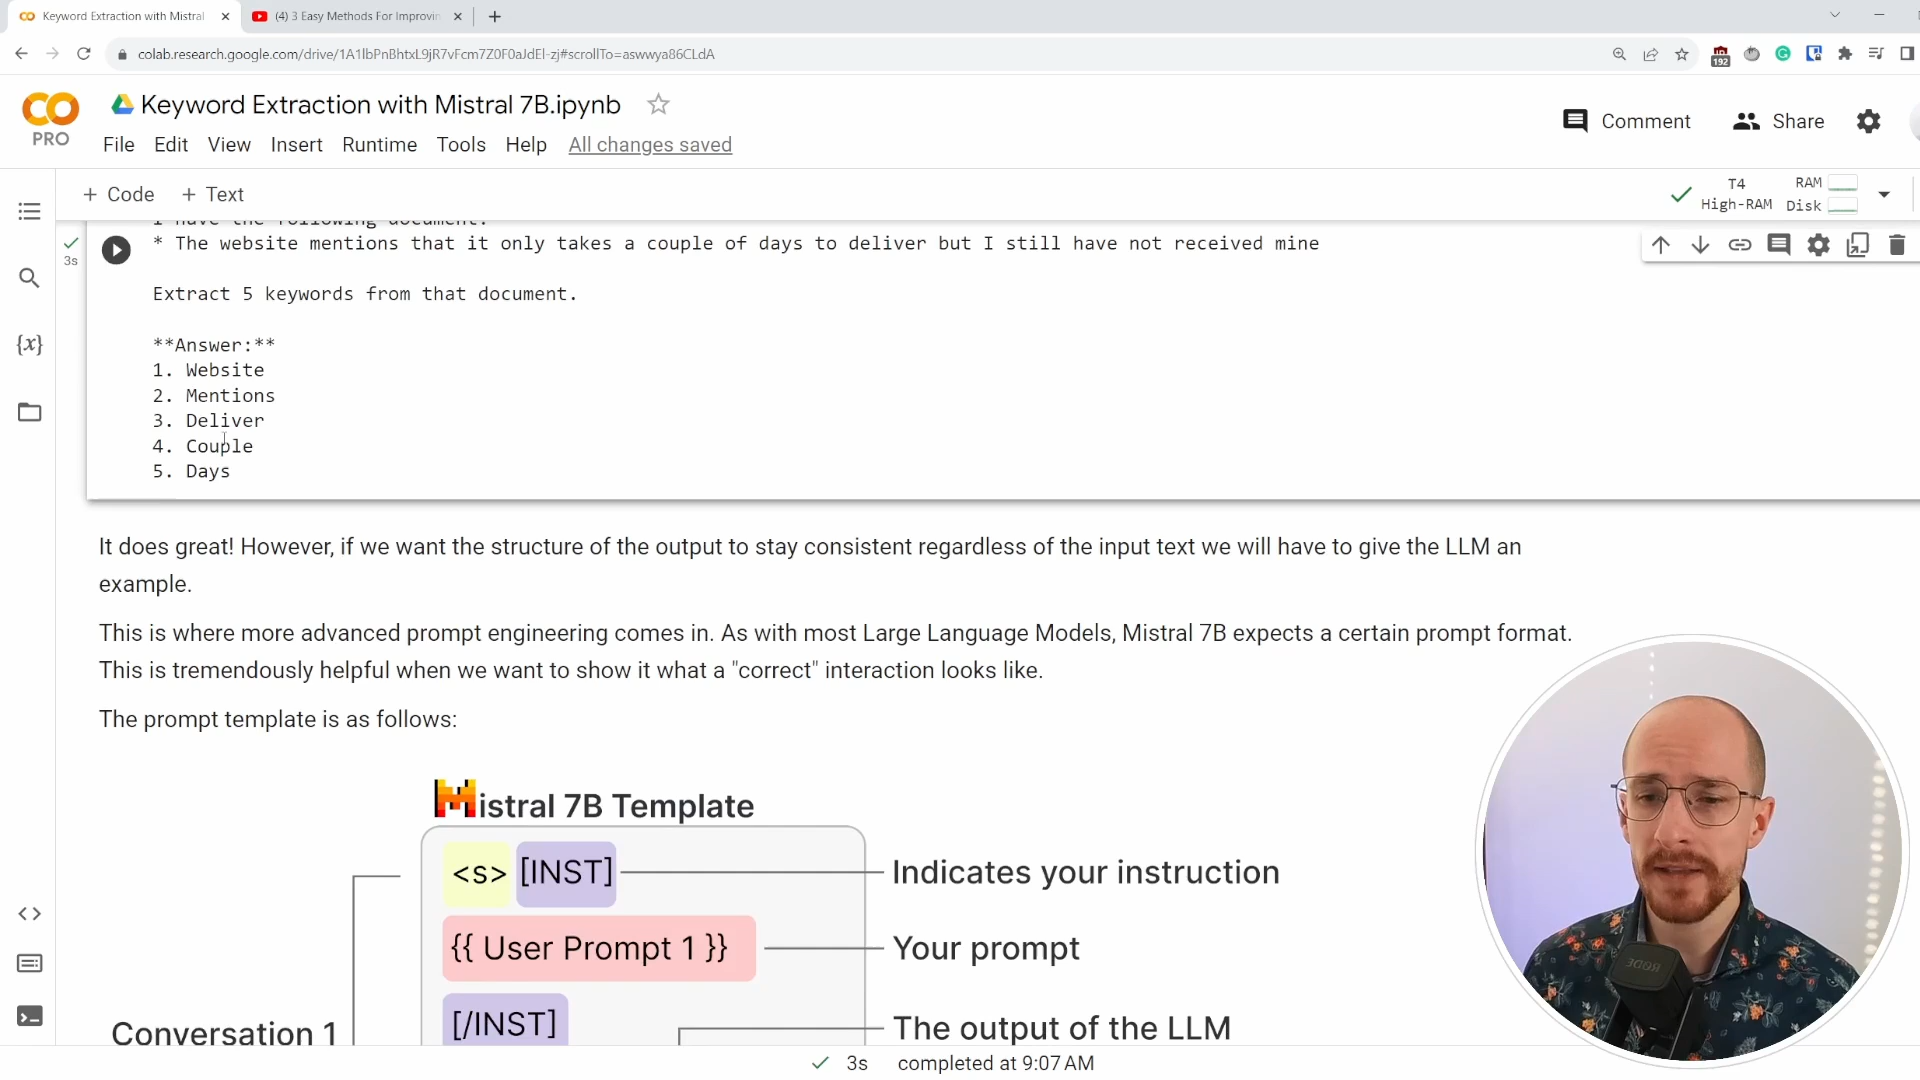 Keyword Extraction with Mistral
(4) 3 Easy Methods For Improvin
colab.research.google.com/drive/1A1lbPnBhtxL9jR7vFcm7Z0F0aJdEl-zj#scrollTo=aswwya86CLdA
192
PRO
Keyword Extraction with Mistral 7B.ipynb
Comment
Share
File Edit View Insert Runtime Tools Help All changes saved
+ Code + Text
T4
High-RAM
RAM
Disk
I have the following document:
* The website mentions that it only takes a couple of days to deliver but I still have not received mine
3s
Extract 5 keywords from that document.
{x}
**Answer:**
1. Website
2. Mentions
3. Deliver
4. Couple
5. Days
It does great! However, if we want the structure of the output to stay consistent regardless of the input text we will have to give the LLM an
example.
This is where more advanced prompt engineering comes in. As with most Large Language Models, Mistral 7B expects a certain prompt format.
This is tremendously helpful when we want to show it what a "correct" interaction looks like.
The prompt template is as follows:
Mistral 7B Template
<s> [INST]
Indicates your instruction
{{ User Prompt 1 }}
Your prompt
[/INST]
The output of the LLM
Conversation 1
RØDE
3s completed at 9:07 AM